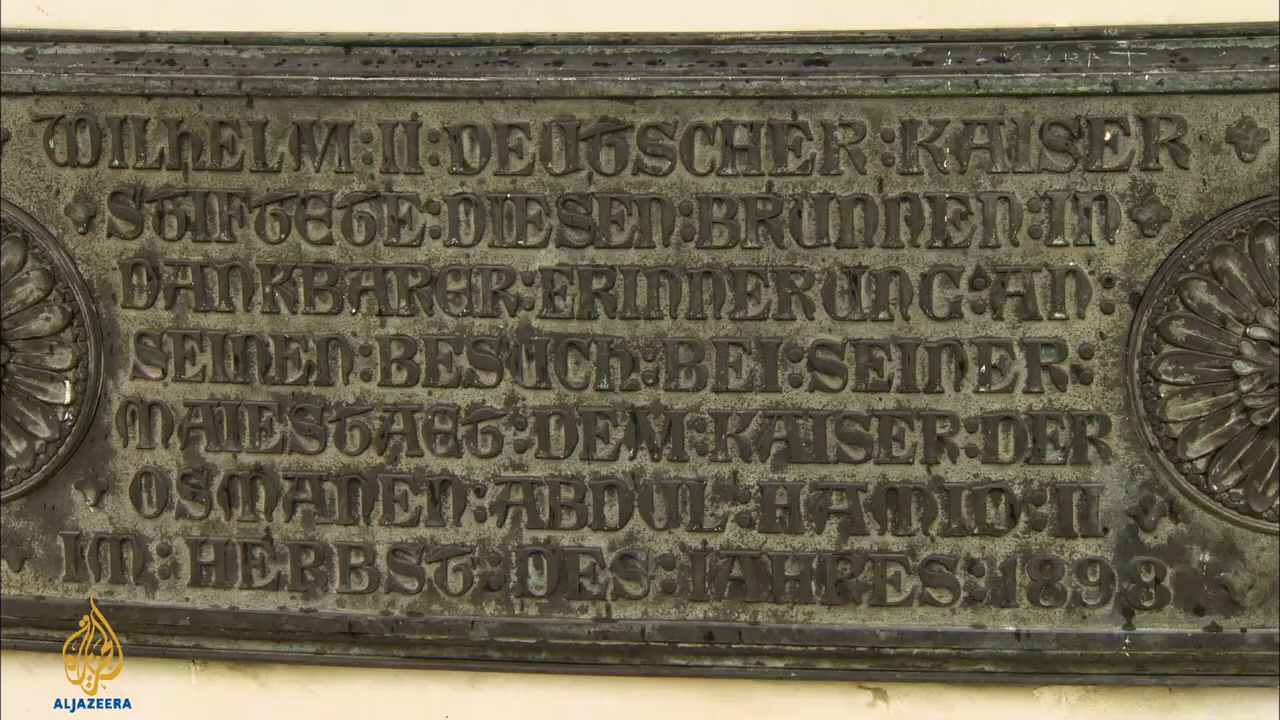 WILHELM : II : DEUTSCHER : KAISER
STIFTETE : DIESEN : BRUNNEN : IN
DANKBARER : ERINNERUNG : AN :
SEINEN : BESUCH : BEI : SEINER :
MAIESTAET : DEM : KAISER : DER
OSMANEN : ABDUL : HAMID : II.
IM : HERBST : DES : IAHRES : 1898
الجزيرة
ALJAZEERA